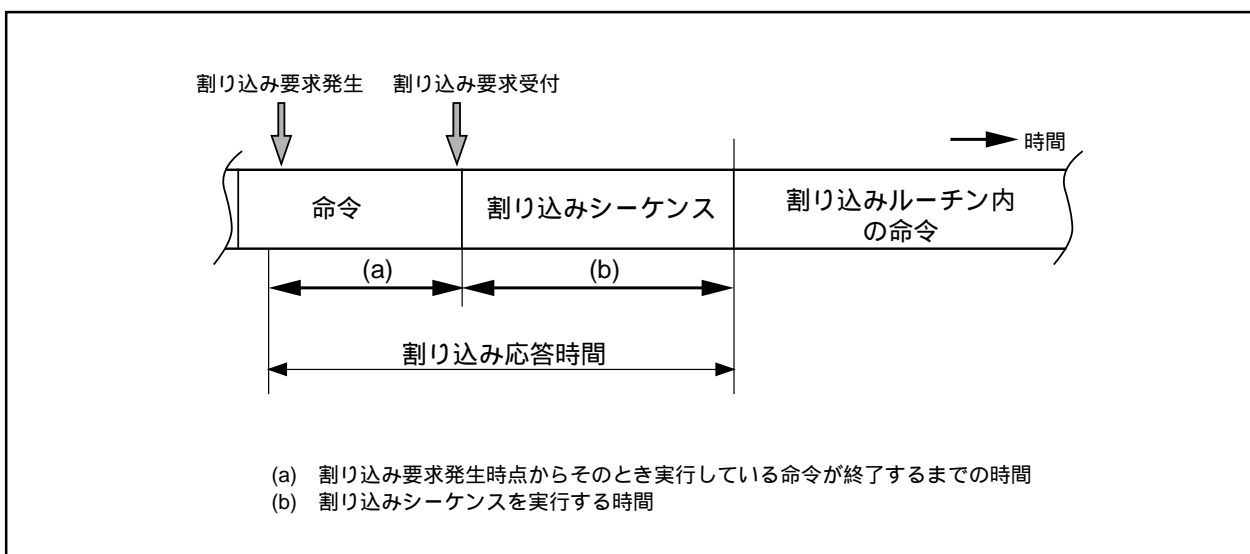 割り込み要求発生 割り込み要求受付
時間
命令 割り込みシーケンス 割り込みルーチン内
の命令
(a) (b)
割り込み応答時間
(a) 割り込み要求発生時点からそのとき実行している命令が終了するまでの時間
(b) 割り込みシーケンスを実行する時間